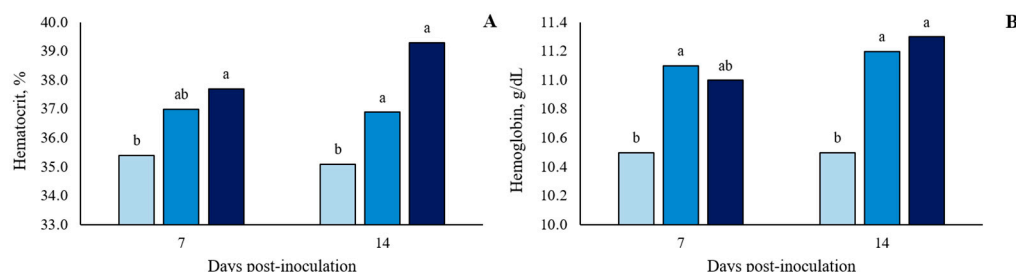 A
Hematocrit, %
40.0
39.0
38.0
37.0
36.0
35.0
34.0
33.0
b
ab
a
b
a
a
7
14
Days post-inoculation
B
Hemoglobin, g/dL
11.4
11.2
11.0
10.8
10.6
10.4
10.2
10.0
b
a
ab
b
a
a
7
14
Days post-inoculation